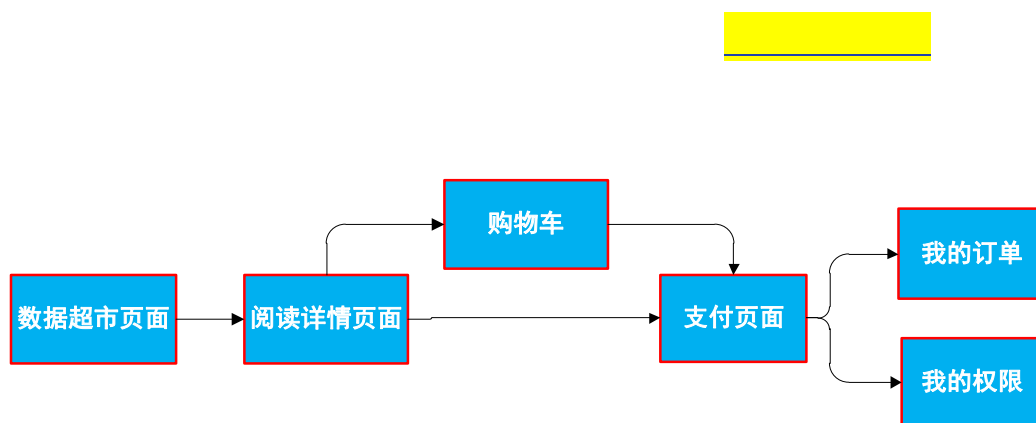 购物车
我的订单
数据超市页面
阅读详情页面
支付页面
我的权限